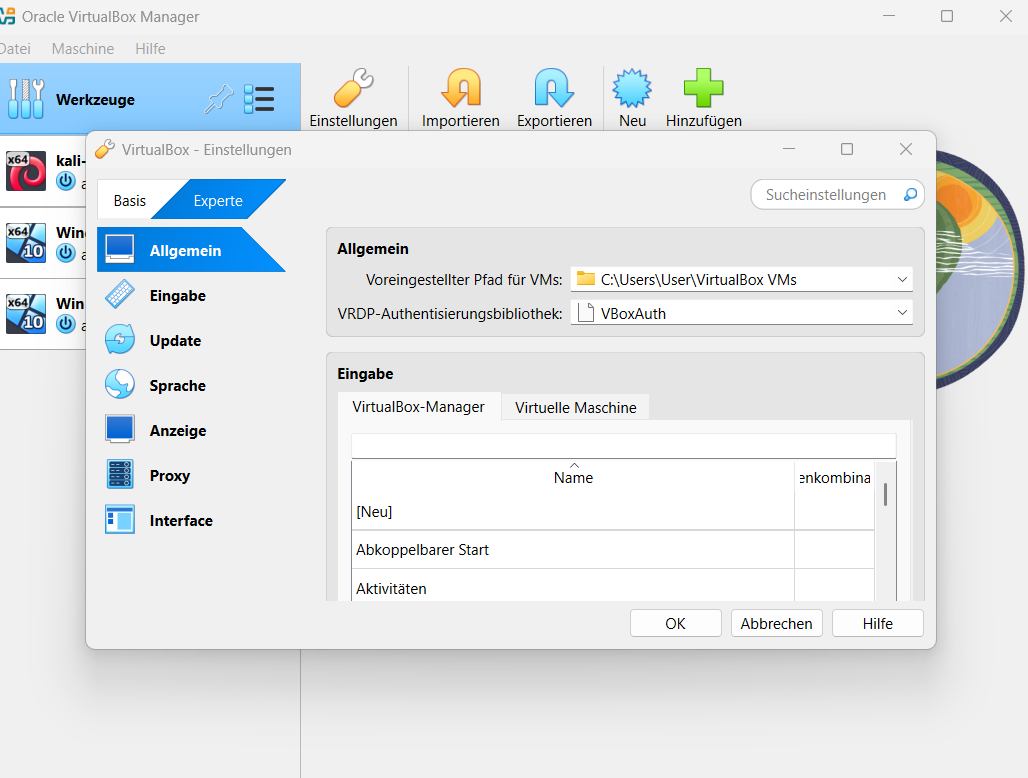 Oracle VirtualBox Manager
Datei Maschine Hilfe
Werkzeuge
Einstellungen Importieren Exportieren Neu Hinzufügen
x64 kali-
x64
10
x64 Win
10
VirtualBox - Einstellungen
Basis Experte
Sucheinstellungen
Allgemein
Eingabe
Update
Sprache
Anzeige
Proxy
Interface
Allgemein
Voreingestellter Pfad für VMs: C:\Users\User\VirtualBox VMs
VRDP-Authentisierungsbibliothek: VBoxAuth
Eingabe
VirtualBox-Manager Virtuelle Maschine
Name enkombina
[Neu]
Abkoppelbarer Start
Aktivitäten
OK Abbrechen Hilfe